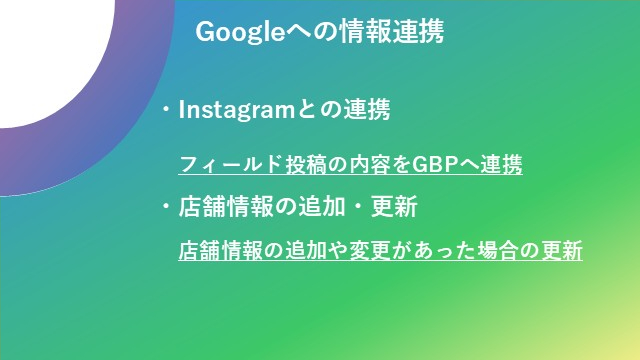 Googleへの情報連携
・Instagramとの連携
フィールド投稿の内容をGBPへ連携
・店舗情報の追加・更新
店舗情報の追加や変更があった場合の更新